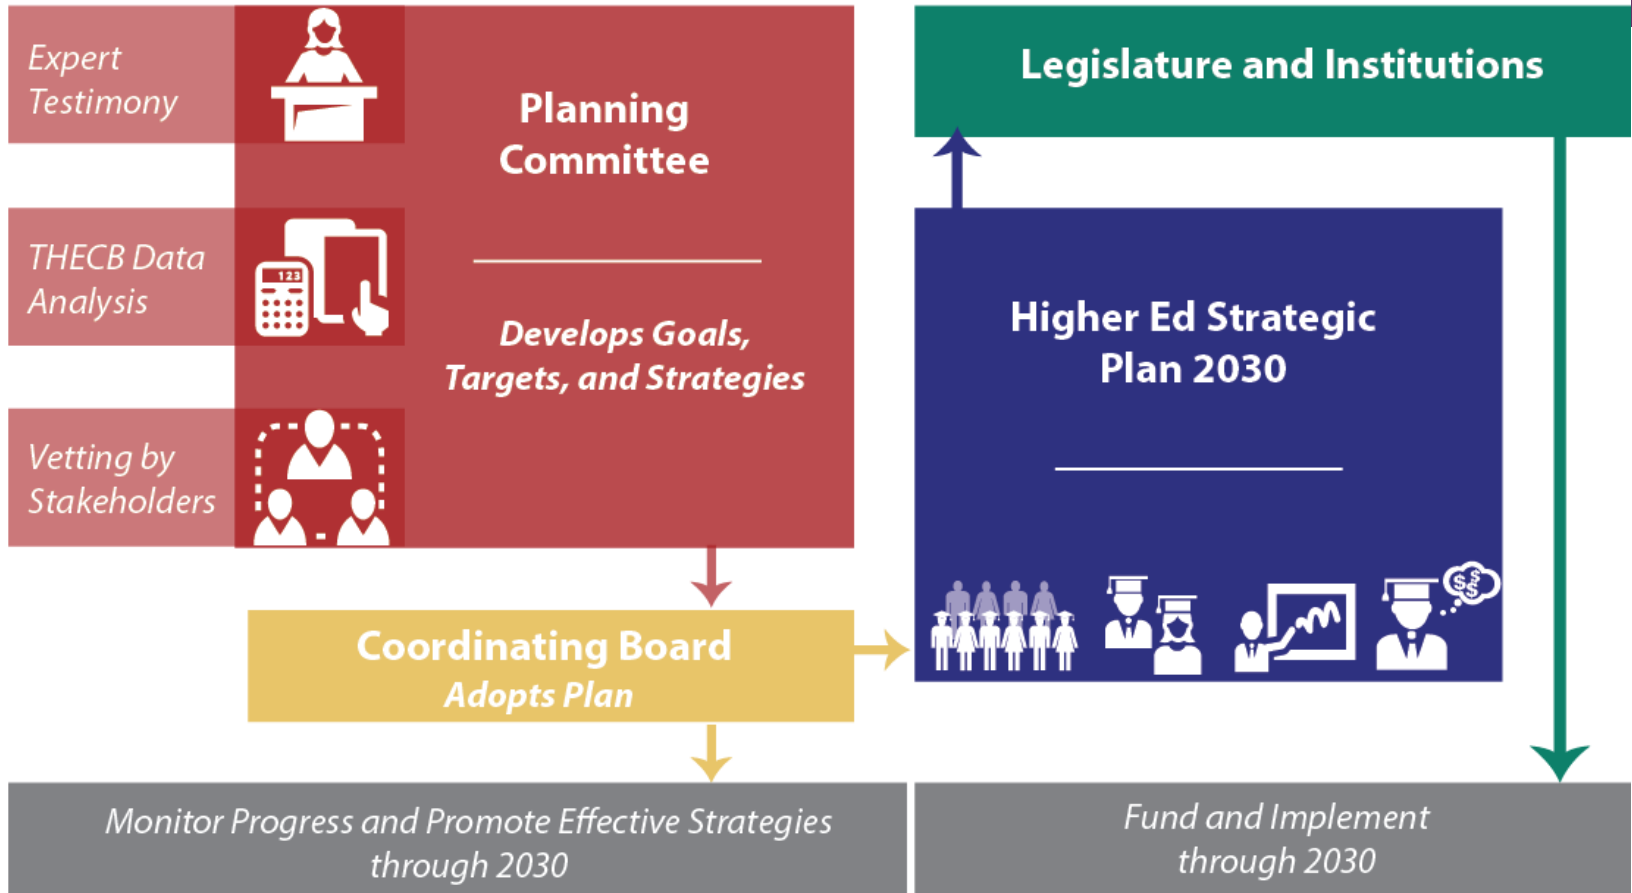 Expert
Testimony
THECB Data
Analysis
Vetting by
Stakeholders
123
Planning
Committee
Develops Goals,
Targets, and Strategies
Coordinating Board
Adopts Plan
Legislature and Institutions
Higher Ed Strategic
Plan 2030
$$
$
Monitor Progress and Promote Effective Strategies
through 2030
Fund and Implement
through 2030